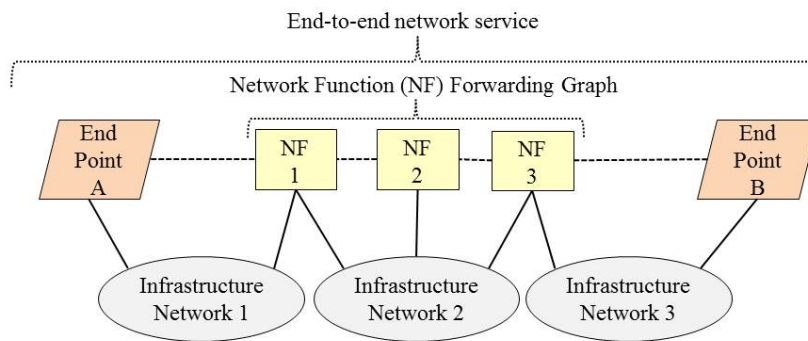 End-to-end network service
Network Function (NF) Forwarding Graph
End
Point
A
NF
1
NF
2
NF
3
End
Point
B
Infrastructure
Network 1
Infrastructure
Network 2
Infrastructure
Network 3